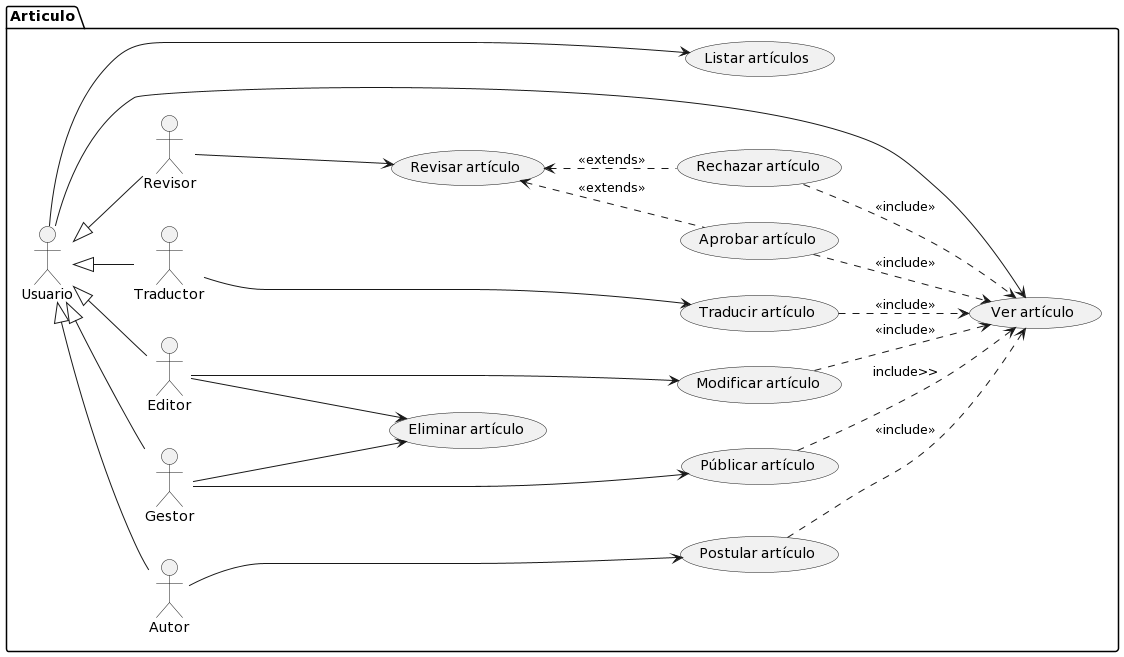 Articulo
Listar artículos
Revisor
Revisar artículo
«extends»
Rechazar artículo
«extends»
«include»
Aprobar artículo
«include»
Usuario
Traductor
Traducir artículo
«include»
Ver artículo
«include»
Editor
Modificar artículo
include>>
Eliminar artículo
«include»
Gestor
Públicar artículo
Autor
Postular artículo